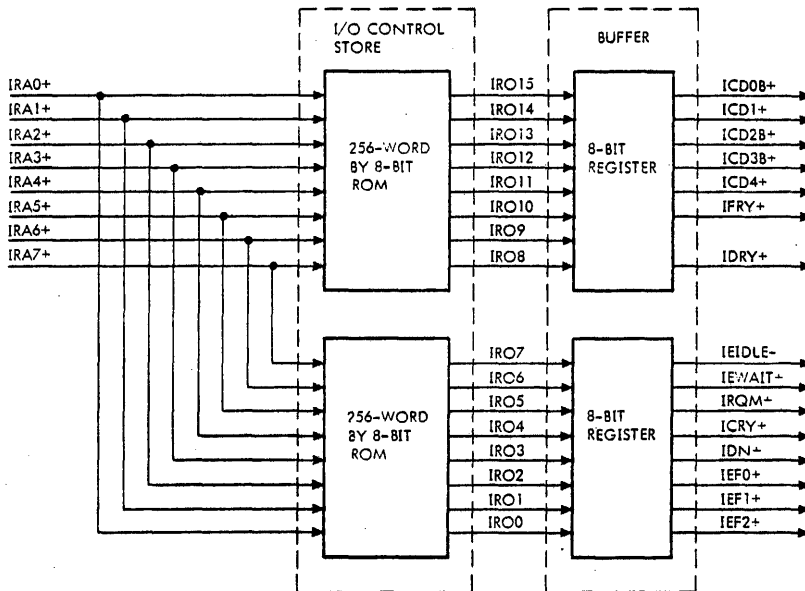 I/O CONTROL
STORE
BUFFER
IRA0+
IRA1+
IRA2+
IRA3+
IRA4+
IRA5+
IRA6+
IRA7+
256-WORD
BY 8-BIT
ROM
IRO15
IRO14
IRO13
IRO12
IRO11
IRO10
IRO9
IRO8
8-BIT
REGISTER
ICD0B+
ICD1+
ICD2B+
ICD3B+
ICD4+
IFRY+
IDRY+
256-WORD
BY 8-BIT
ROM
IRO7
IRO6
IRO5
IRO4
IRO3
IRO2
IRO1
IRO0
8-BIT
REGISTER
IEIDLE-
IEWAIT+
IRQM+
ICRY+
IDN+
IEF0+
IEF1+
IEF2+